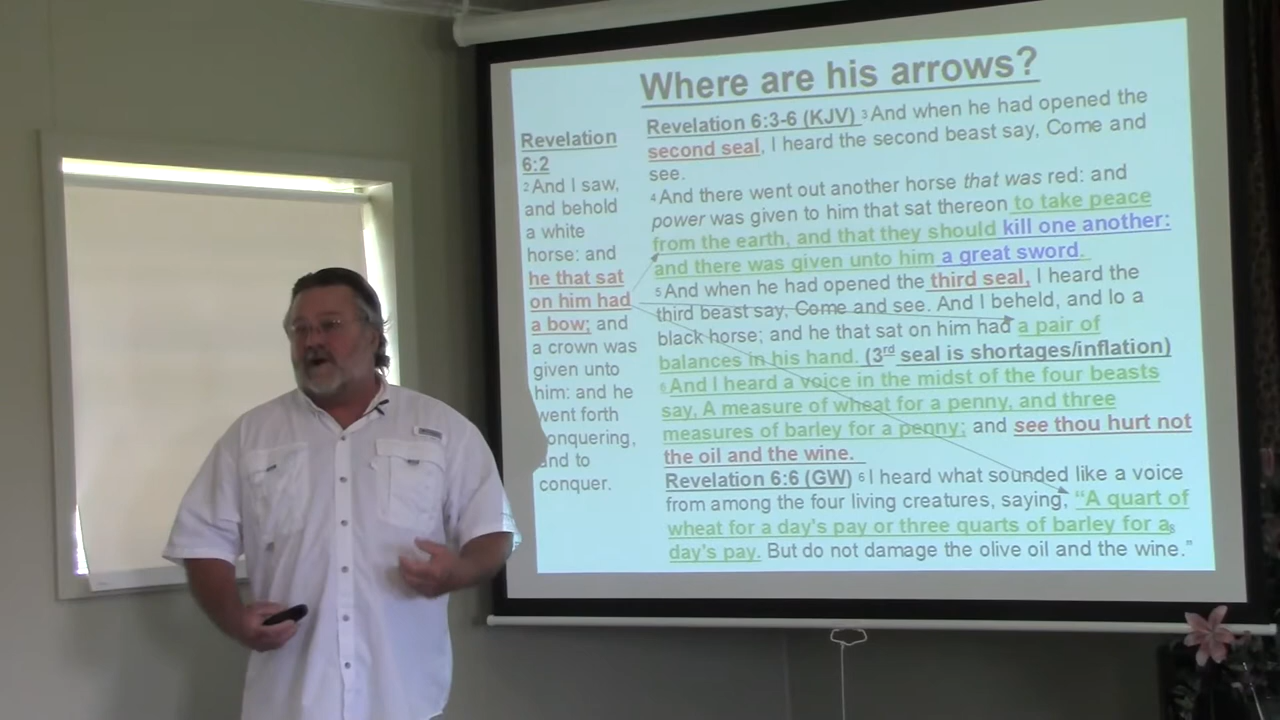 Where are his arrows?
Revelation
6:2
2 And I saw,
and behold
a white
horse: and
he that sat
on him had
a bow; and
a crown was
given unto
him: and he
went forth
onquering,
and to
conquer.
Revelation 6:3-6 (KJV) 3 And when he had opened the
second seal, I heard the second beast say, Come and
see.
4 And there went out another horse that was red: and
power was given to him that sat thereon to take peace
from the earth, and that they should kill one another:
and there was given unto him a great sword.
5 And when he had opened the third seal, I heard the
third beast say, Come and see. And I beheld, and lo a
black horse; and he that sat on him had a pair of
balances in his hand. (3rd seal is shortages/inflation)
6 And I heard a voice in the midst of the four beasts
say, A measure of wheat for a penny, and three
measures of barley for a penny; and see thou hurt not
the oil and the wine.
Revelation 6:6 (GW) 6 I heard what sounded like a voice
from among the four living creatures, saying, “A quart of
wheat for a day's pay or three quarts of barley for a
day's pay. But do not damage the olive oil and the wine.”
8